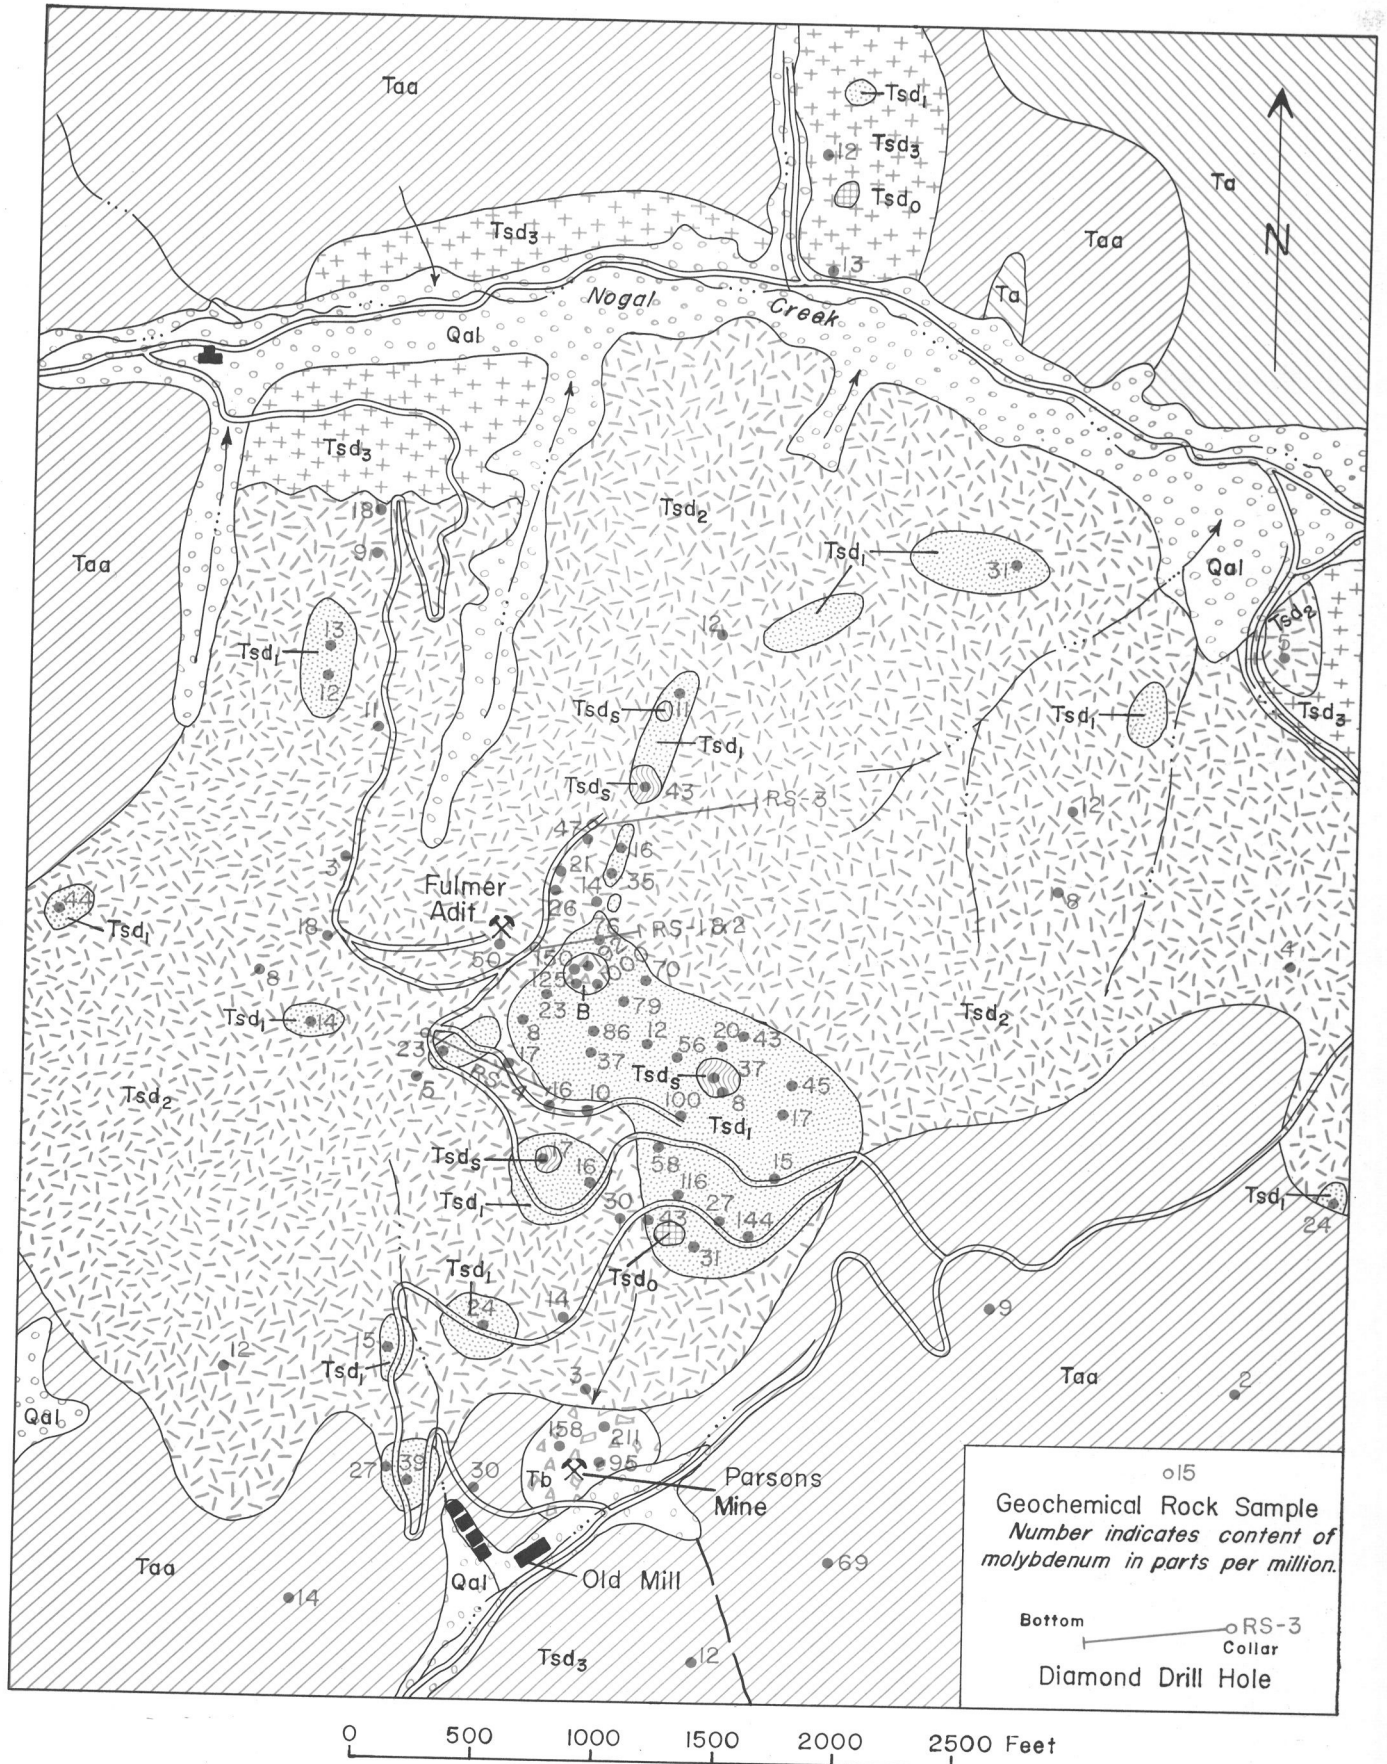 Taa
Tsd₁
12
Tsd₃
Tsd₀
Ta
N
Tsd₃
Taa
13
Ta
Nogal Creek
Qal
Tsd₃
18
9
Tsd₂
Taa
Tsd₁
31
Qal
Tsd₂
5
12
13
Tsd₁
12
11
Tsdₛ
11
Tsd₁
Tsd₁
Tsd₃
Tsdₛ
43
RS-3
47
12
16
3
21
35
14
Fulmer
Adit
26
8
44
Tsd₁
18
76
RS-1&2
50
150
70
4
8
125
23
B
79
Tsd₁
14
8
86
12
20
43
Tsd₂
56
23
17
37
Tsdₛ
37
5
RS-4
16
10
8
45
Tsd₂
100
Tsd₁
17
Tsdₛ
17
16
58
15
Tsd₁
116
Tsd₁
30
43
27
144
24
31
Tsd₀
Tsd₁
24
14
9
15
12
Tsd₁
3
Taa
2
Qal
158
211
27
39
30
Tb
95
Parsons
Mine
Taa
Qal
Old Mill
69
14
Tsd₃
12
15
Geochemical Rock Sample
Number indicates content of
molybdenum in parts per million.
Bottom
RS-3
Collar
Diamond Drill Hole
0 500 1000 1500 2000 2500 Feet